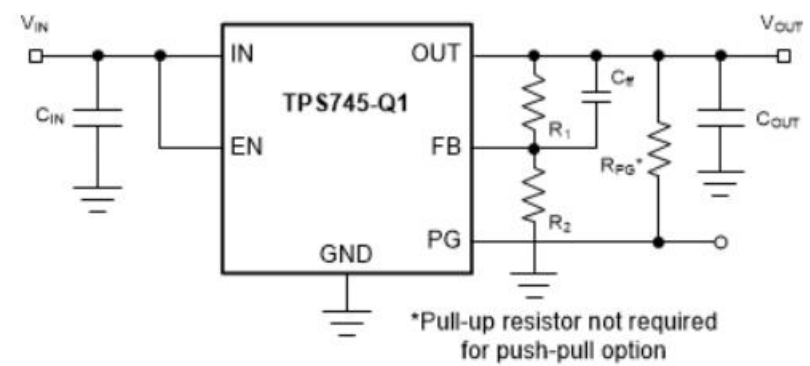 VIN
VOUT
IN
OUT
TPS745-Q1
Cff
CIN
R1
COUT
EN
FB
RPG*
R2
PG
GND
*Pull-up resistor not required
for push-pull option